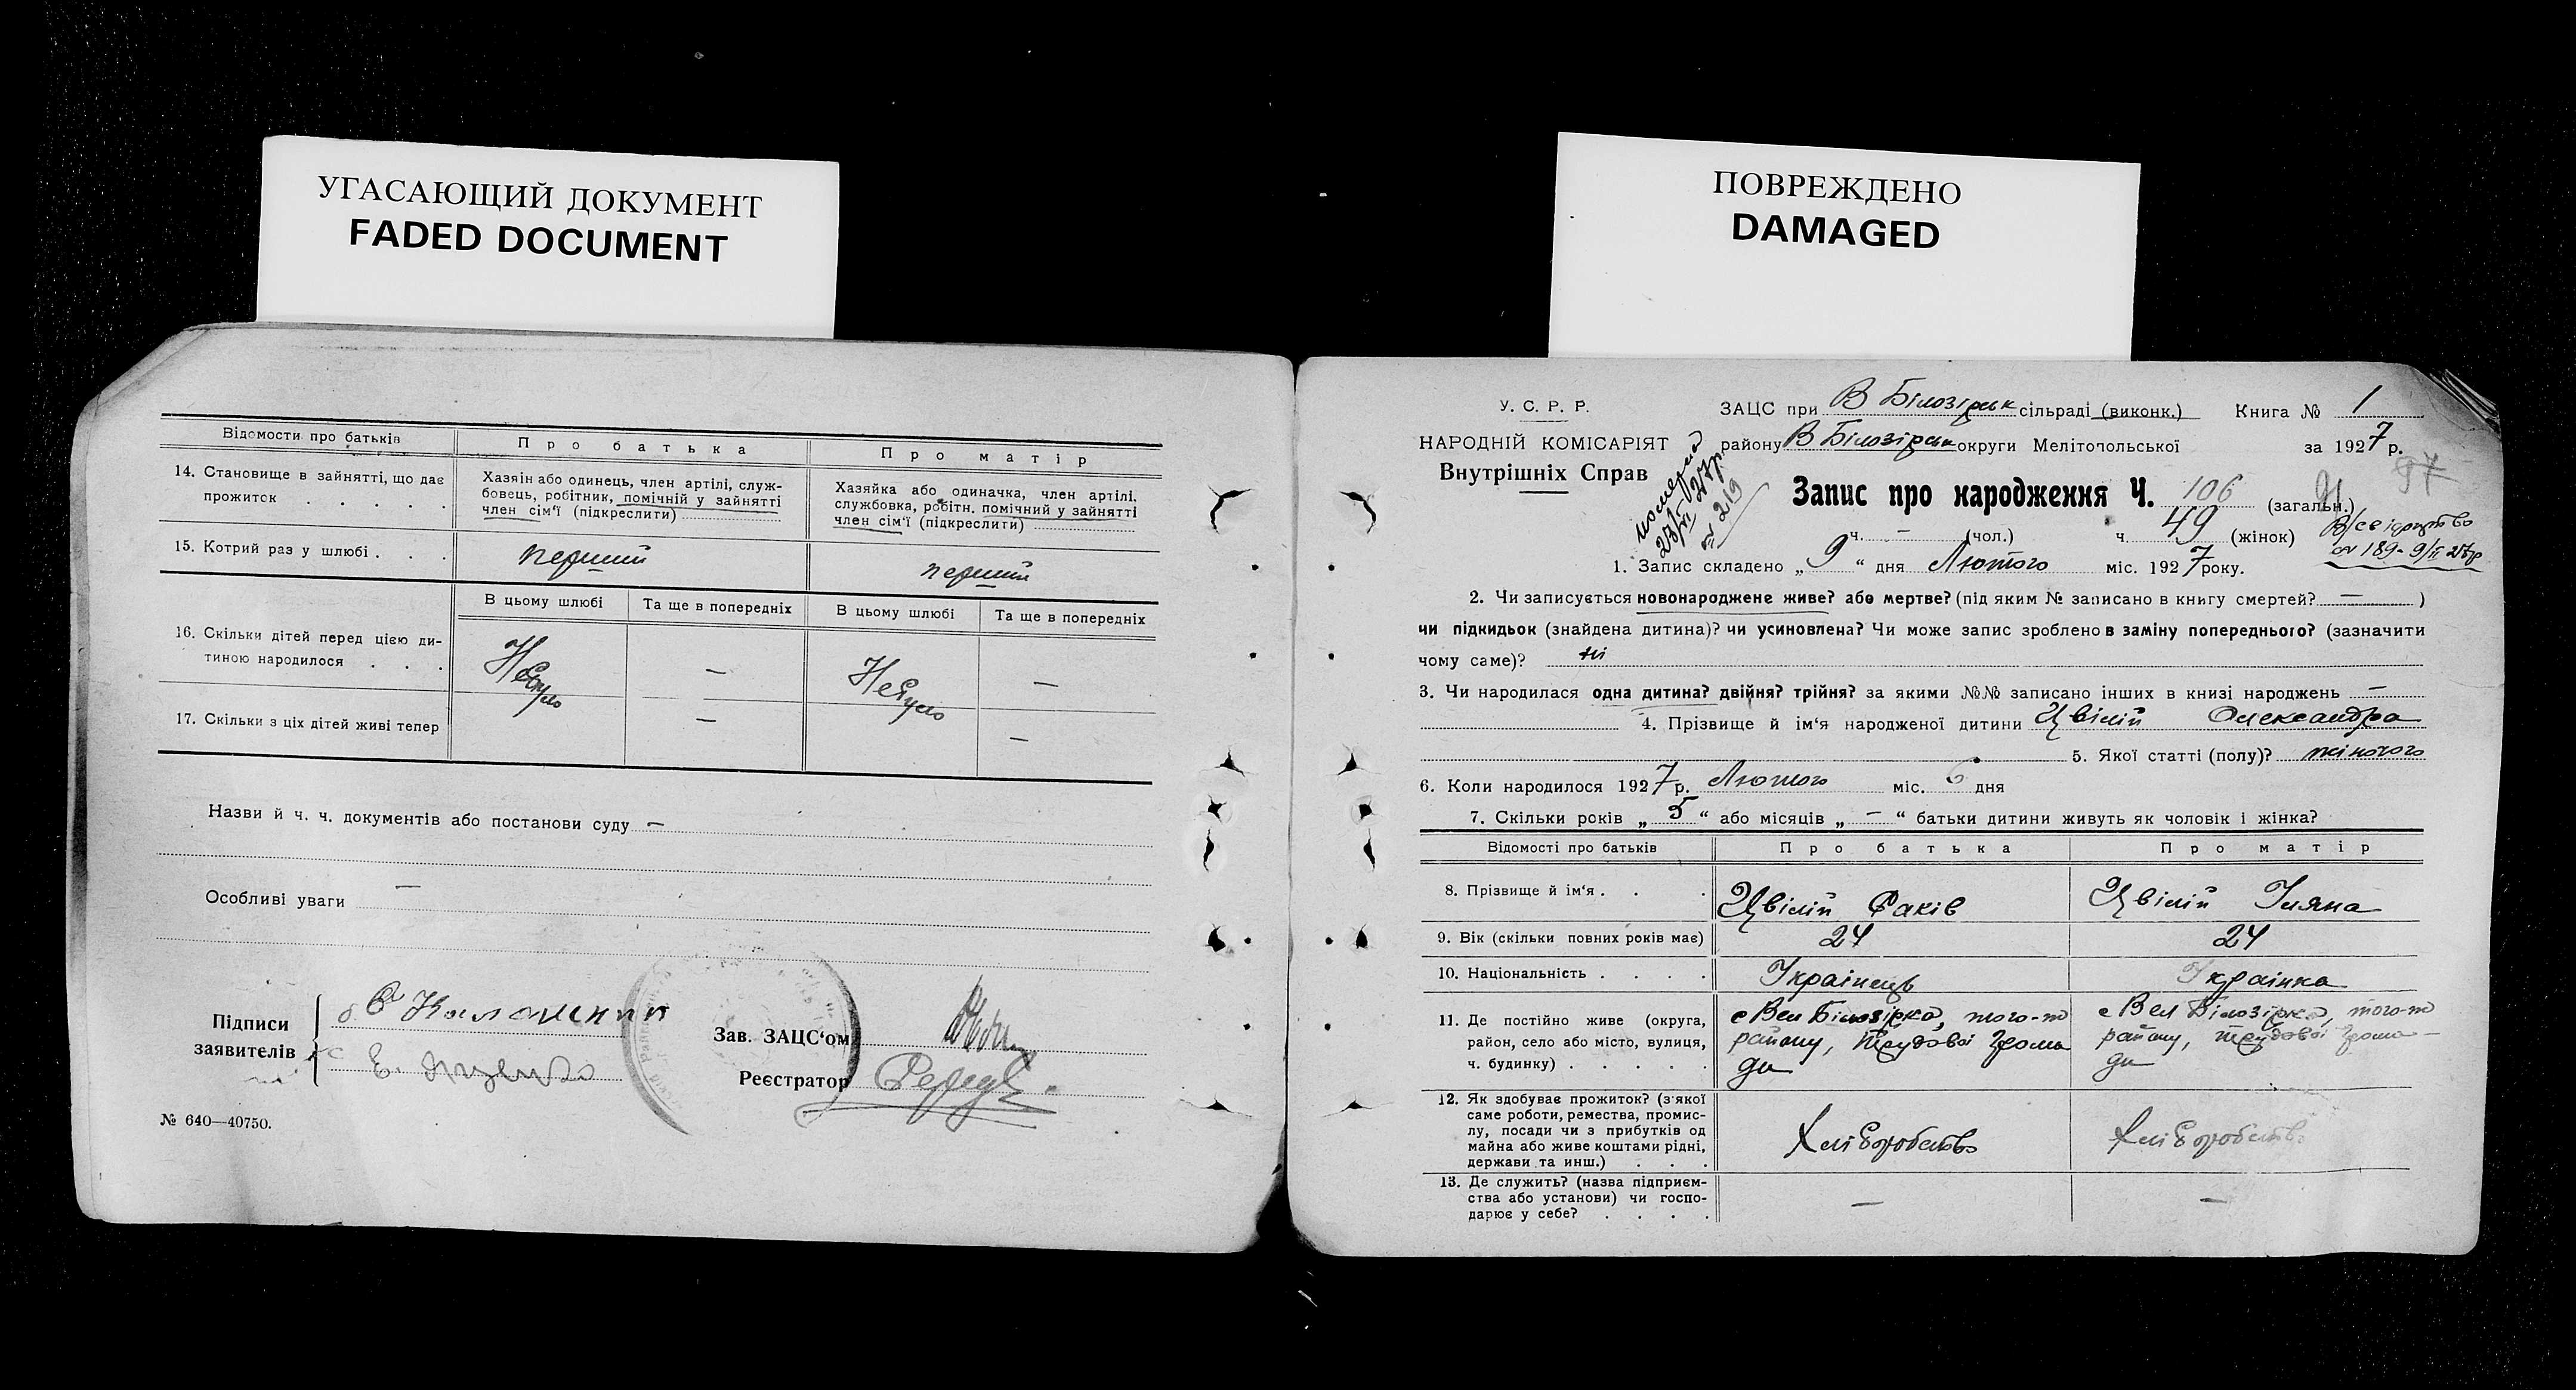 УГАСАЮЩИЙ ДОКУМЕНТ
FADED DOCUMENT
Відомости про батьків
Про батька
Про матір
14. Становище в зайнятті, що дає прожиток . . . .
Хазяїн або одинець, член артілі, служ-
бовець, робітник, помічній у зайнятті
член сім'ї (підкреслити)
Хазяйка або одиначка, член артілі,
службовка, робітн. помічний у зайнятті
член сім'ї (підкреслити)
15. Котрий раз у шлюбі . . .
перший
перший
В цьому шлюбі
Та ще в попередніх
В цьому шлюбі
Та ще в попередніх
16. Скільки дітей перед цією ди-
тиною народилося . . .
Небуло
—
Небуло
—
17. Скільки з ціх дітей живі тепер
—
—
Назви й ч. ч. документів або постанови суду —
Особливі уваги —
Підписи
заявителів
Зав. ЗАЦС'ом
Реєстратор
№ 640—40750.
ПОВРЕЖДЕНО
DAMAGED
У. С. Р. Р.
НАРОДНІЙ КОМІСАРІЯТ
Внутрішніх Справ
ЗАЦС при В Білозірськ сільраді (виконк.)
Книга № 1
району В Білозірськ округи Мелітопольської
за 1927 р.
97
Запис про народження Ч. 106 (загальн.)
91
ч. — (чол.) ч. 49 (жінок)
№ 219
№ 189 - 9/II 27р
1. Запис складено „ 9 “ дня Лютого міс. 1927 року.
2. Чи записується новонароджене живе? або мертве? (під яким № записано в книгу смертей? — )
чи підкидьок (знайдена дитина)? чи усиновлена? Чи може запис зроблено в заміну попереднього? (зазначити
чому саме)? ні
3. Чи народилася одна дитина? двійня? трійня? за якими №№ записано інших в книзі народжень —
4. Прізвище й ім'я народженої дитини Цвілій Олександра
5. Якої статті (полу)? жіночого
6. Коли народилося 1927 р. Лютого міс. 6 дня
7. Скільки років „ 5 “ або місяців „ — “ батьки дитини живуть як чоловік і жінка?
Відомості про батьків
Про батька
Про матір
8. Прізвище й ім'я . . .
Цвілій Яків
Цвілій Уляна
9. Вік (скільки повних років має)
24
24
10. Національність . . . .
Українець
Українка
11. Де постійно живе (округа,
район, село або місто, вулиця,
ч. будинку) . . . . .
с Вел Білозірка, того-ж
району, Трудової Грома
ди
с Вел Білозірка, того-ж
району, Трудової Грома
ди
12. Як здобуває прожиток? (з якої
саме роботи, ремества, промис-
лу, посади чи з прибутків од
майна або живе коштами рідні,
держави та инш.) . . .
Хліборобство
Хліборобство
13. Де служить? (назва підприєм-
ства або установи) чи госпо-
дарює у себе? . . . .
—
—